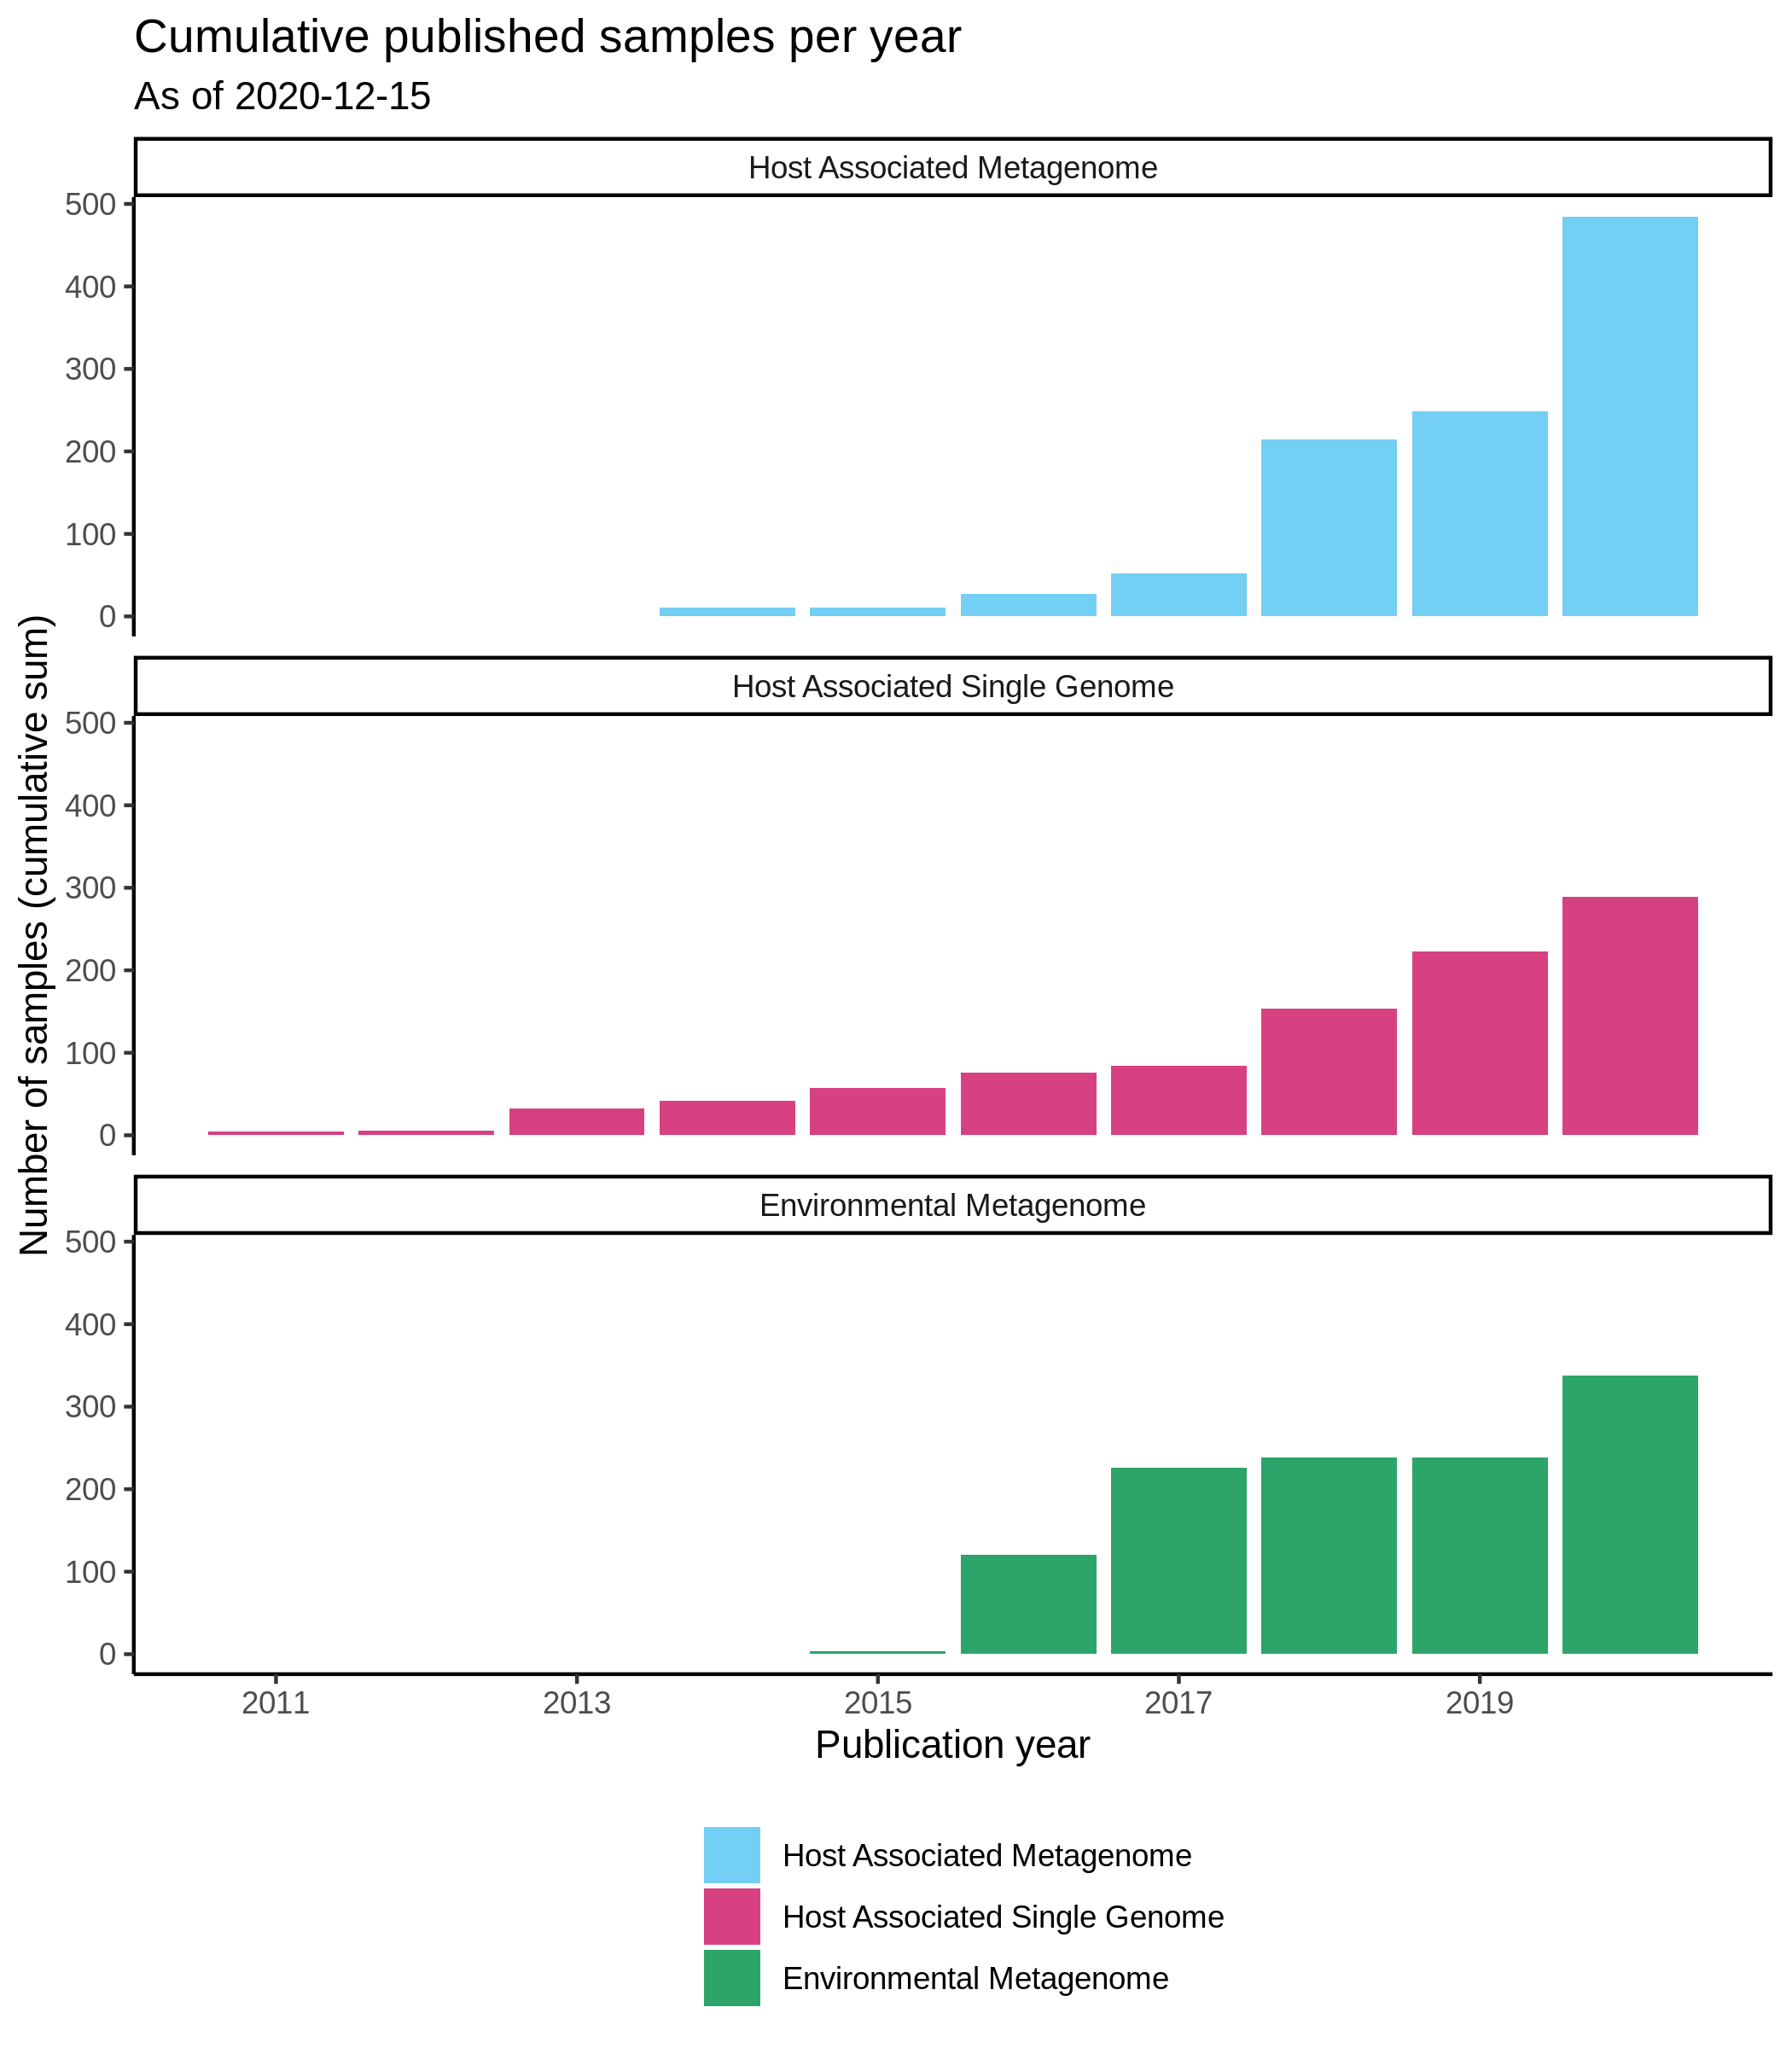 Cumulative published samples per year
As of 2020-12-15
Host Associated Metagenome
500
400
300
200
100
0
Host Associated Single Genome
500
400
300
200
100
0
Environmental Metagenome
500
400
300
200
100
0
Number of samples (cumulative sum)
2011 2013 2015 2017 2019
Publication year
Host Associated Metagenome
Host Associated Single Genome
Environmental Metagenome